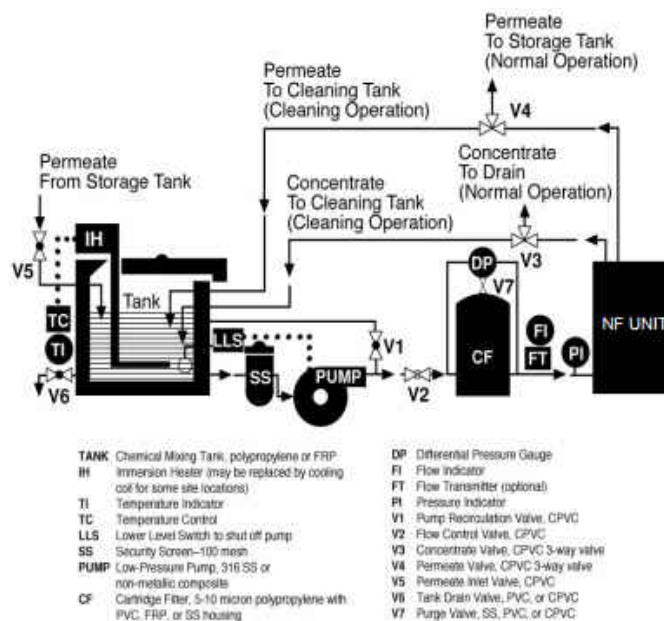 Permeate
To Storage Tank
(Normal Operation)
Permeate
To Cleaning Tank
(Cleaning Operation)
V4
Concentrate
To Drain
(Normal Operation)
Permeate
From Storage Tank
Concentrate
To Cleaning Tank
(Cleaning Operation)
IH
V5
V3
DP
V7
Tank
NF UNIT
TC
LLS
V1
FI
TI
SS
CF
FT
PI
PUMP
V6
V2
TANK Chemical Mixing Tank, polypropylene or FRP
IH Immersion Heater (may be replaced by cooling
coil for some site locations)
TI Temperature Indicator
TC Temperature Control
LLS Lower Level Switch to shut off pump
SS Security Screen–100 mesh
PUMP Low-Pressure Pump, 316 SS or
non-metallic composite
CF Cartridge Filter, 5-10 micron polypropylene with
PVC, FRP, or SS housing
DP Differential Pressure Gauge
FI Flow Indicator
FT Flow Transmitter (optional)
PI Pressure Indicator
V1 Pump Recirculation Valve, CPVC
V2 Flow Control Valve, CPVC
V3 Concentrate Valve, CPVC 3-way valve
V4 Permeate Valve, CPVC 3-way valve
V5 Permeate Inlet Valve, CPVC
V6 Tank Drain Valve, PVC, or CPVC
V7 Purge Valve, SS, PVC, or CPVC